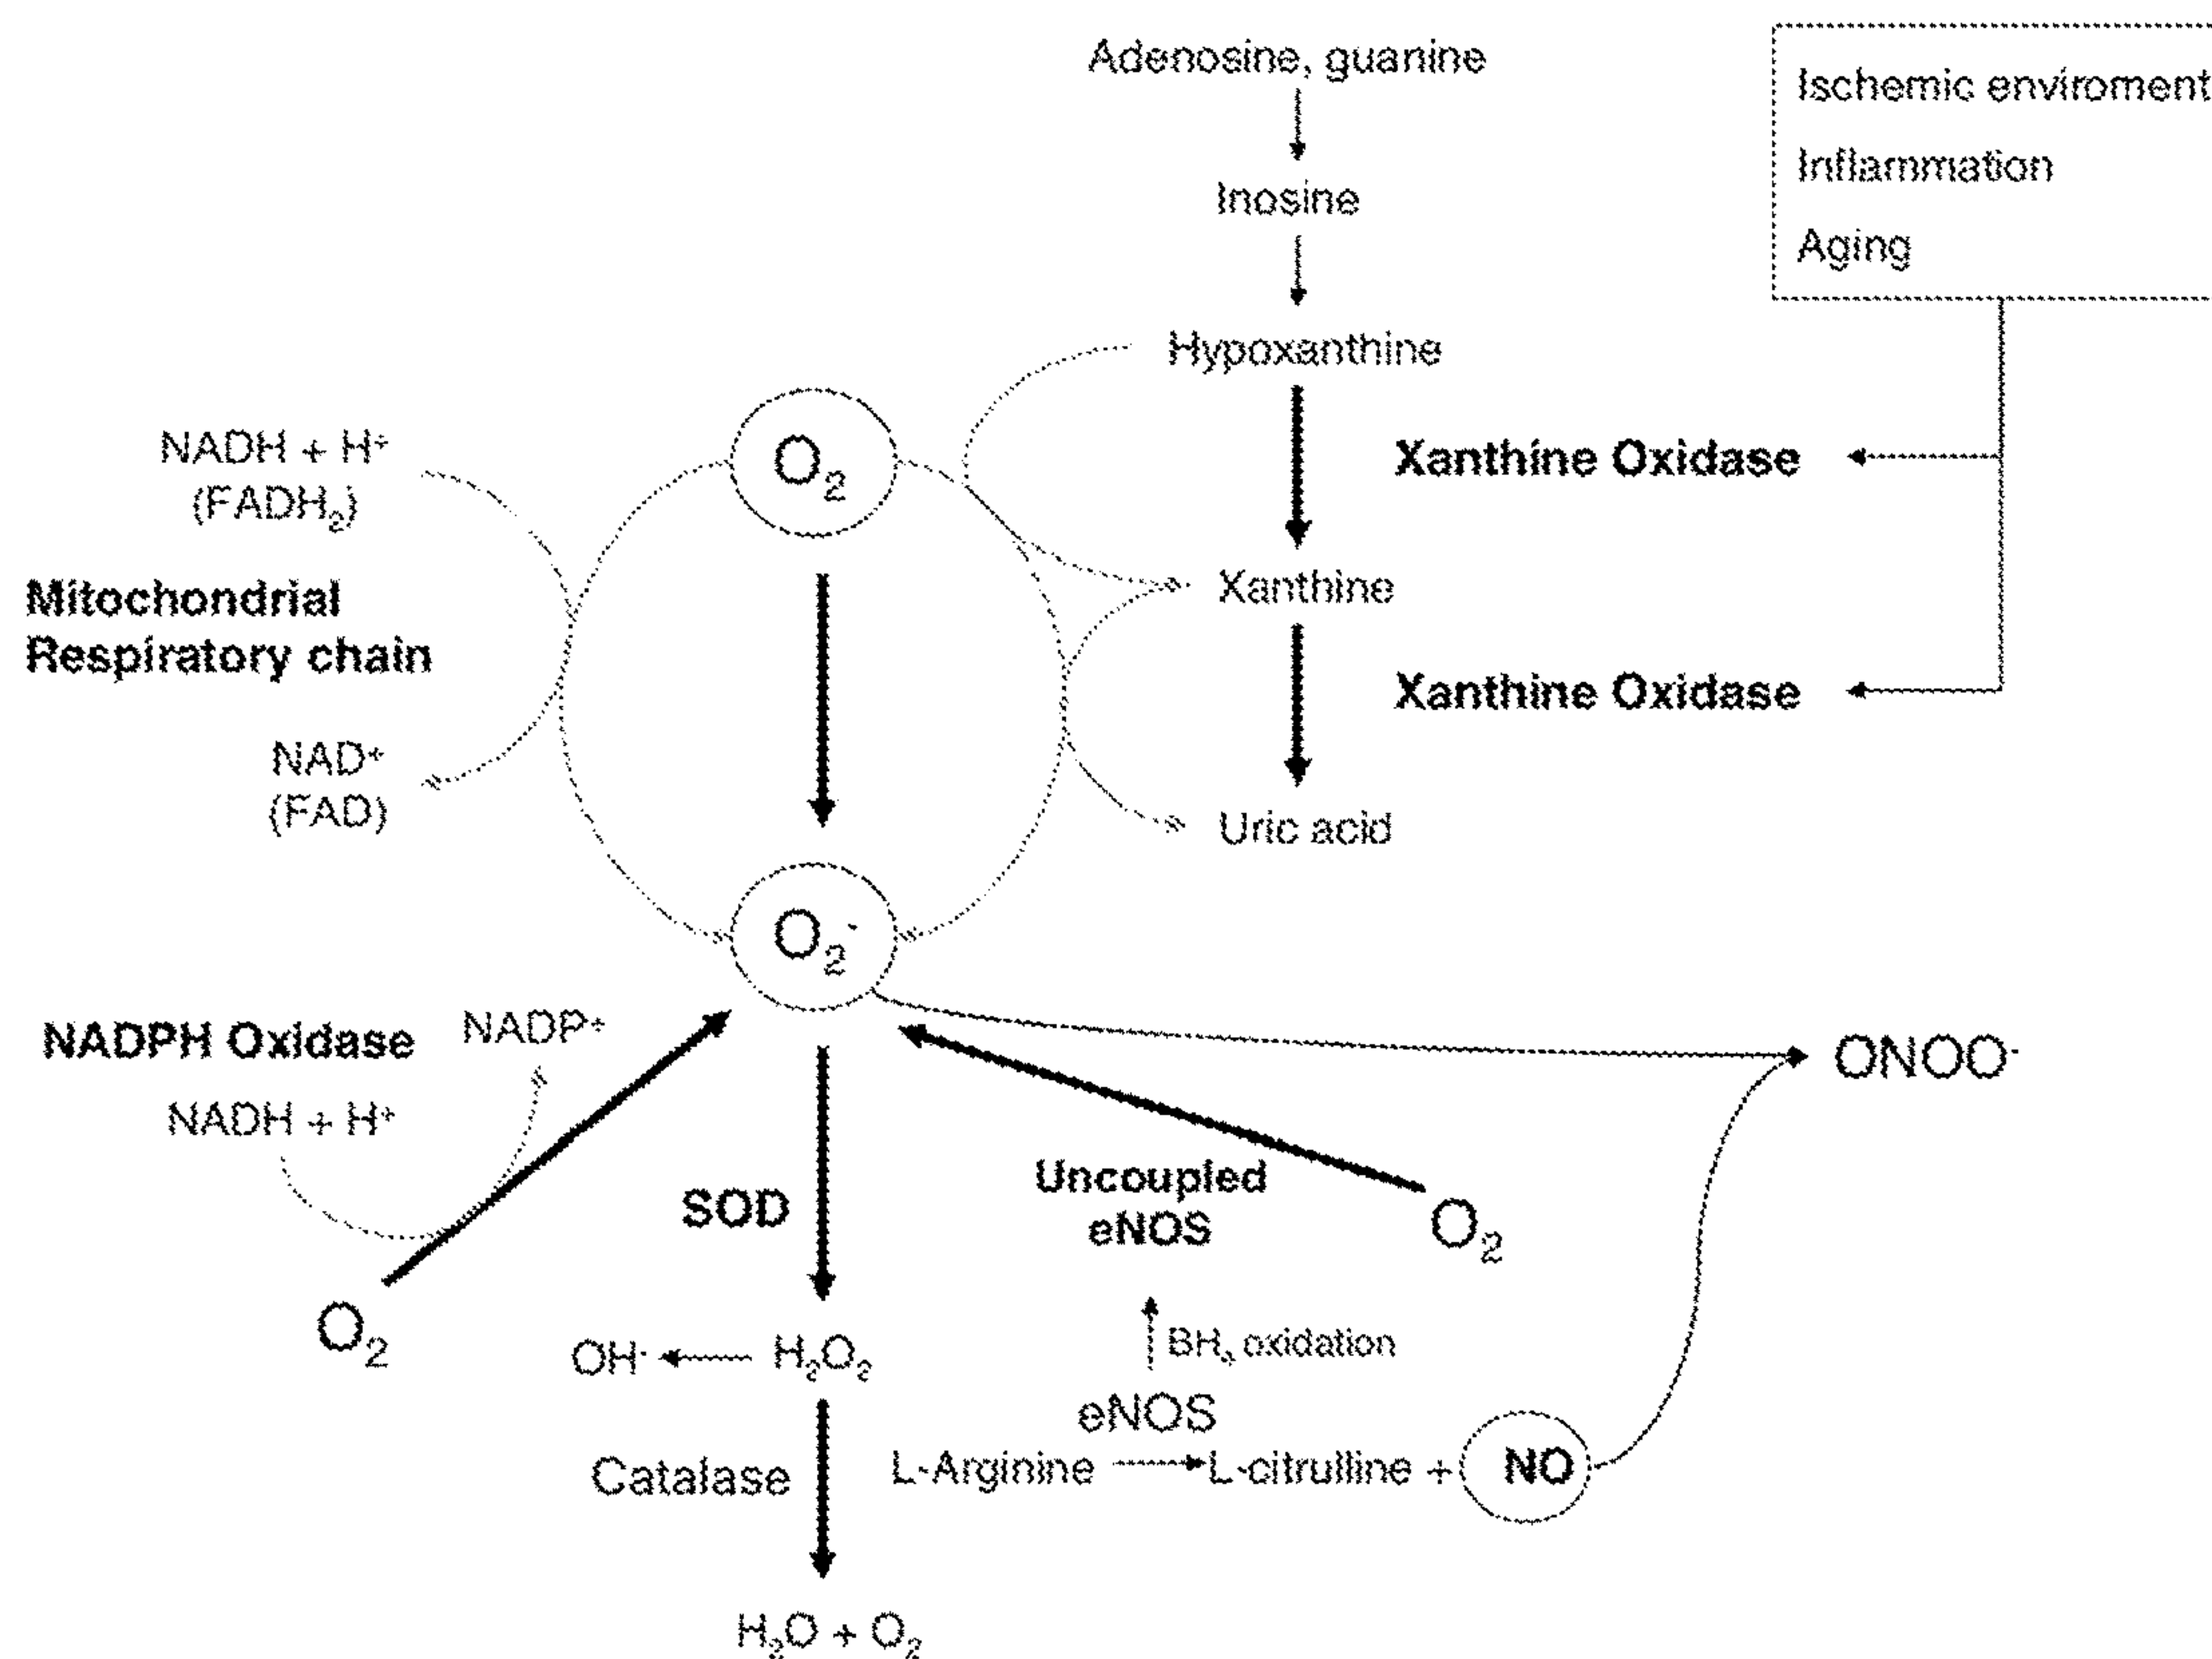 Adenosine, guanine
Inosine
Hypoxanthine
Xanthine Oxidase
Xanthine
Xanthine Oxidase
Uric acid
Ischemic enviroment
Inflammation
Aging
NADH + H⁺
(FADH₂)
Mitochondrial
Respiratory chain
NAD⁺
(FAD)
O₂
O₂⁻
NADPH Oxidase
NADP⁺
NADH + H⁺
O₂
SOD
OH·
H₂O₂
Catalase
H₂O + O₂
Uncoupled
eNOS
O₂
BH₄ oxidation
eNOS
L-Arginine
L-citrulline +
NO
ONOO⁻